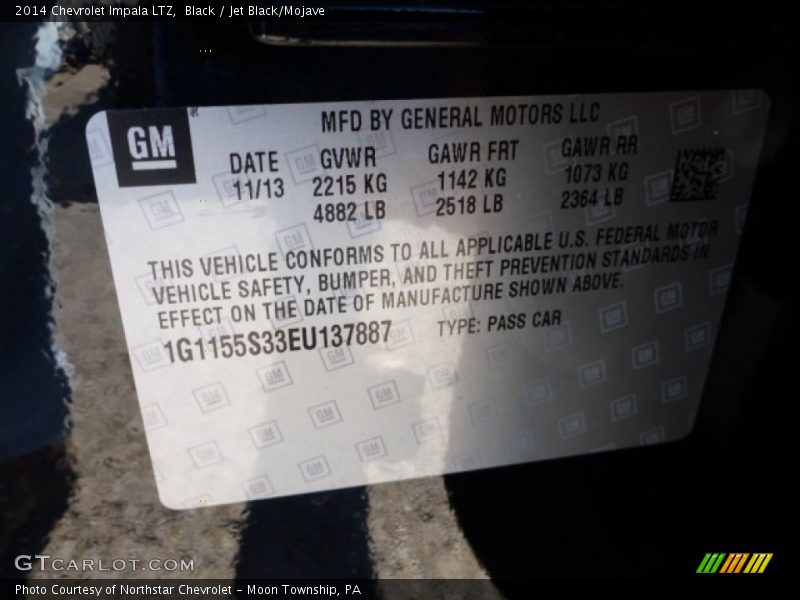 2014 Chevrolet Impala LTZ, Black / Jet Black/Mojave
GM
MFD BY GENERAL MOTORS LLC
DATE GVWR GAWR FRT GAWR RR
11/13 2215 KG 1142 KG 1073 KG
4882 LB 2518 LB 2364 LB
THIS VEHICLE CONFORMS TO ALL APPLICABLE U.S. FEDERAL MOTOR
VEHICLE SAFETY, BUMPER, AND THEFT PREVENTION STANDARDS IN
EFFECT ON THE DATE OF MANUFACTURE SHOWN ABOVE.
1G1155S33EU137887 TYPE: PASS CAR
GTCARLOT.COM
Photo Courtesy of Northstar Chevrolet - Moon Township, PA